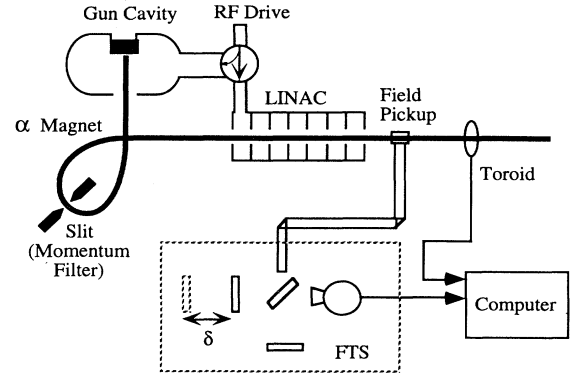 Gun Cavity
RF Drive
LINAC
Field
Pickup
α Magnet
Toroid
Slit
(Momentum
Filter)
δ
FTS
Computer